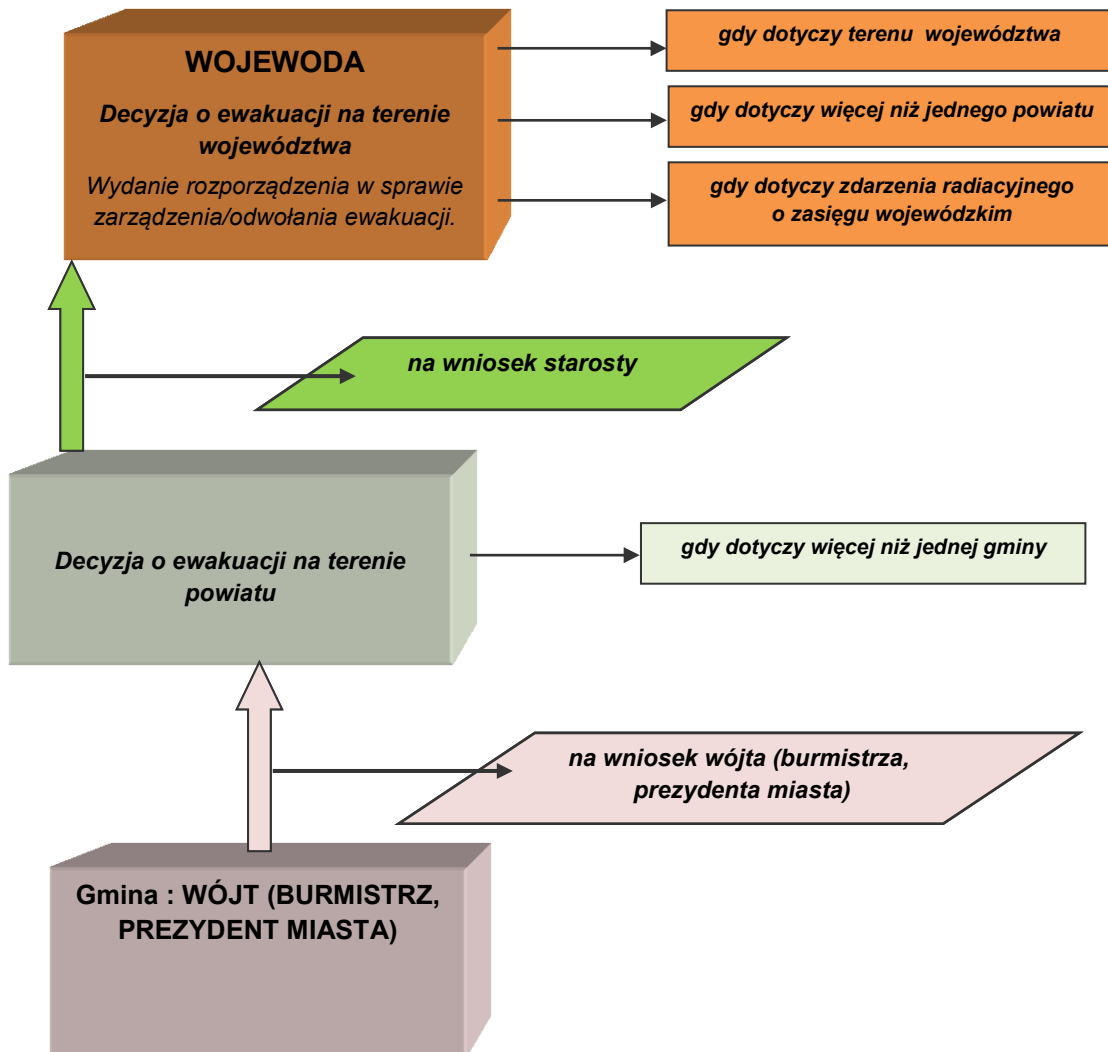 WOJEWODA
Decyzja o ewakuacji na terenie
województwa
Wydanie rozporządzenia w sprawie
zarządzenia/odwołania ewakuacji.
gdy dotyczy terenu województwa
gdy dotyczy więcej niż jednego powiatu
gdy dotyczy zdarzenia radiacyjnego
o zasięgu wojewódzkim
na wniosek starosty
Decyzja o ewakuacji na terenie
powiatu
gdy dotyczy więcej niż jednej gminy
na wniosek wójta (burmistrza,
prezydenta miasta)
Gmina : WÓJT (BURMISTRZ,
PREZYDENT MIASTA)